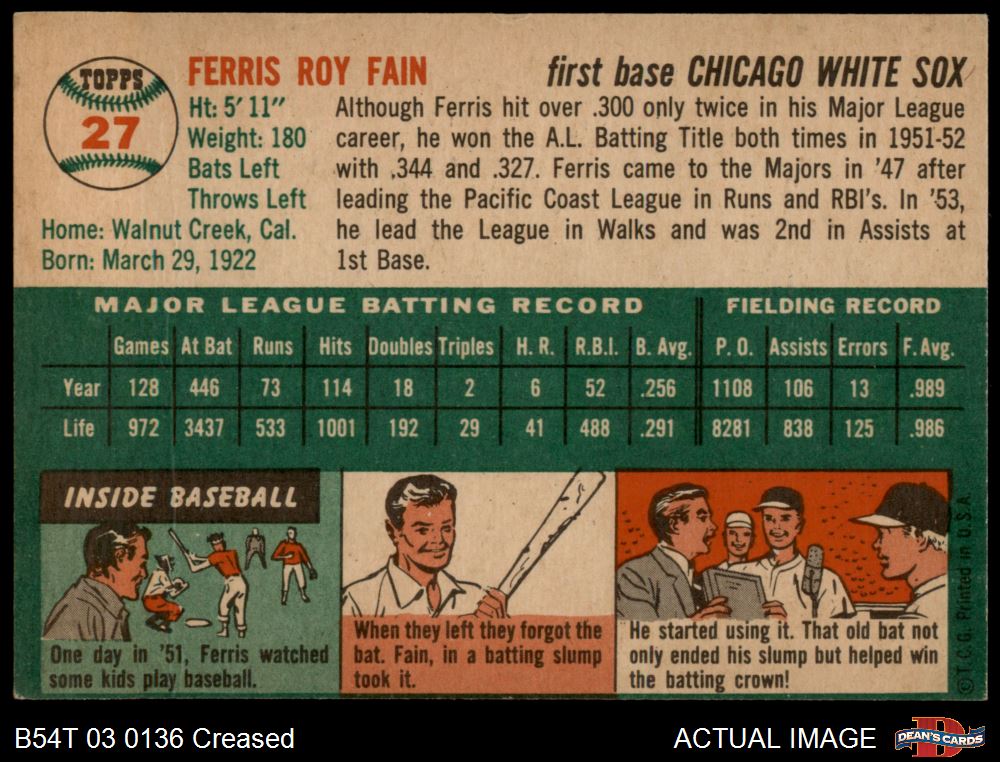 TOPPS
27
FERRIS ROY FAIN
first base CHICAGO WHITE SOX
Ht: 5' 11"
Weight: 180
Bats Left
Throws Left
Home: Walnut Creek, Cal.
Born: March 29, 1922
Although Ferris hit over .300 only twice in his Major League
career, he won the A.L. Batting Title both times in 1951-52
with .344 and .327. Ferris came to the Majors in '47 after
leading the Pacific Coast League in Runs and RBI's. In '53,
he lead the League in Walks and was 2nd in Assists at
1st Base.
MAJOR LEAGUE BATTING RECORD FIELDING RECORD
Games At Bat Runs Hits Doubles Triples H. R. R.B.I. B. Avg. P. O. Assists Errors F. Avg.
Year 128 446 73 114 18 2 6 52 .256 1108 106 13 .989
Life 972 3437 533 1001 192 29 41 488 .291 8281 838 125 .986
INSIDE BASEBALL
One day in '51, Ferris watched
some kids play baseball.
When they left they forgot the
bat. Fain, in a batting slump
took it.
He started using it. That old bat not
only ended his slump but helped win
the batting crown!
© T.C.G. Printed in U.S.A.
B54T 03 0136 Creased
ACTUAL IMAGE
DEAN'S CARDS